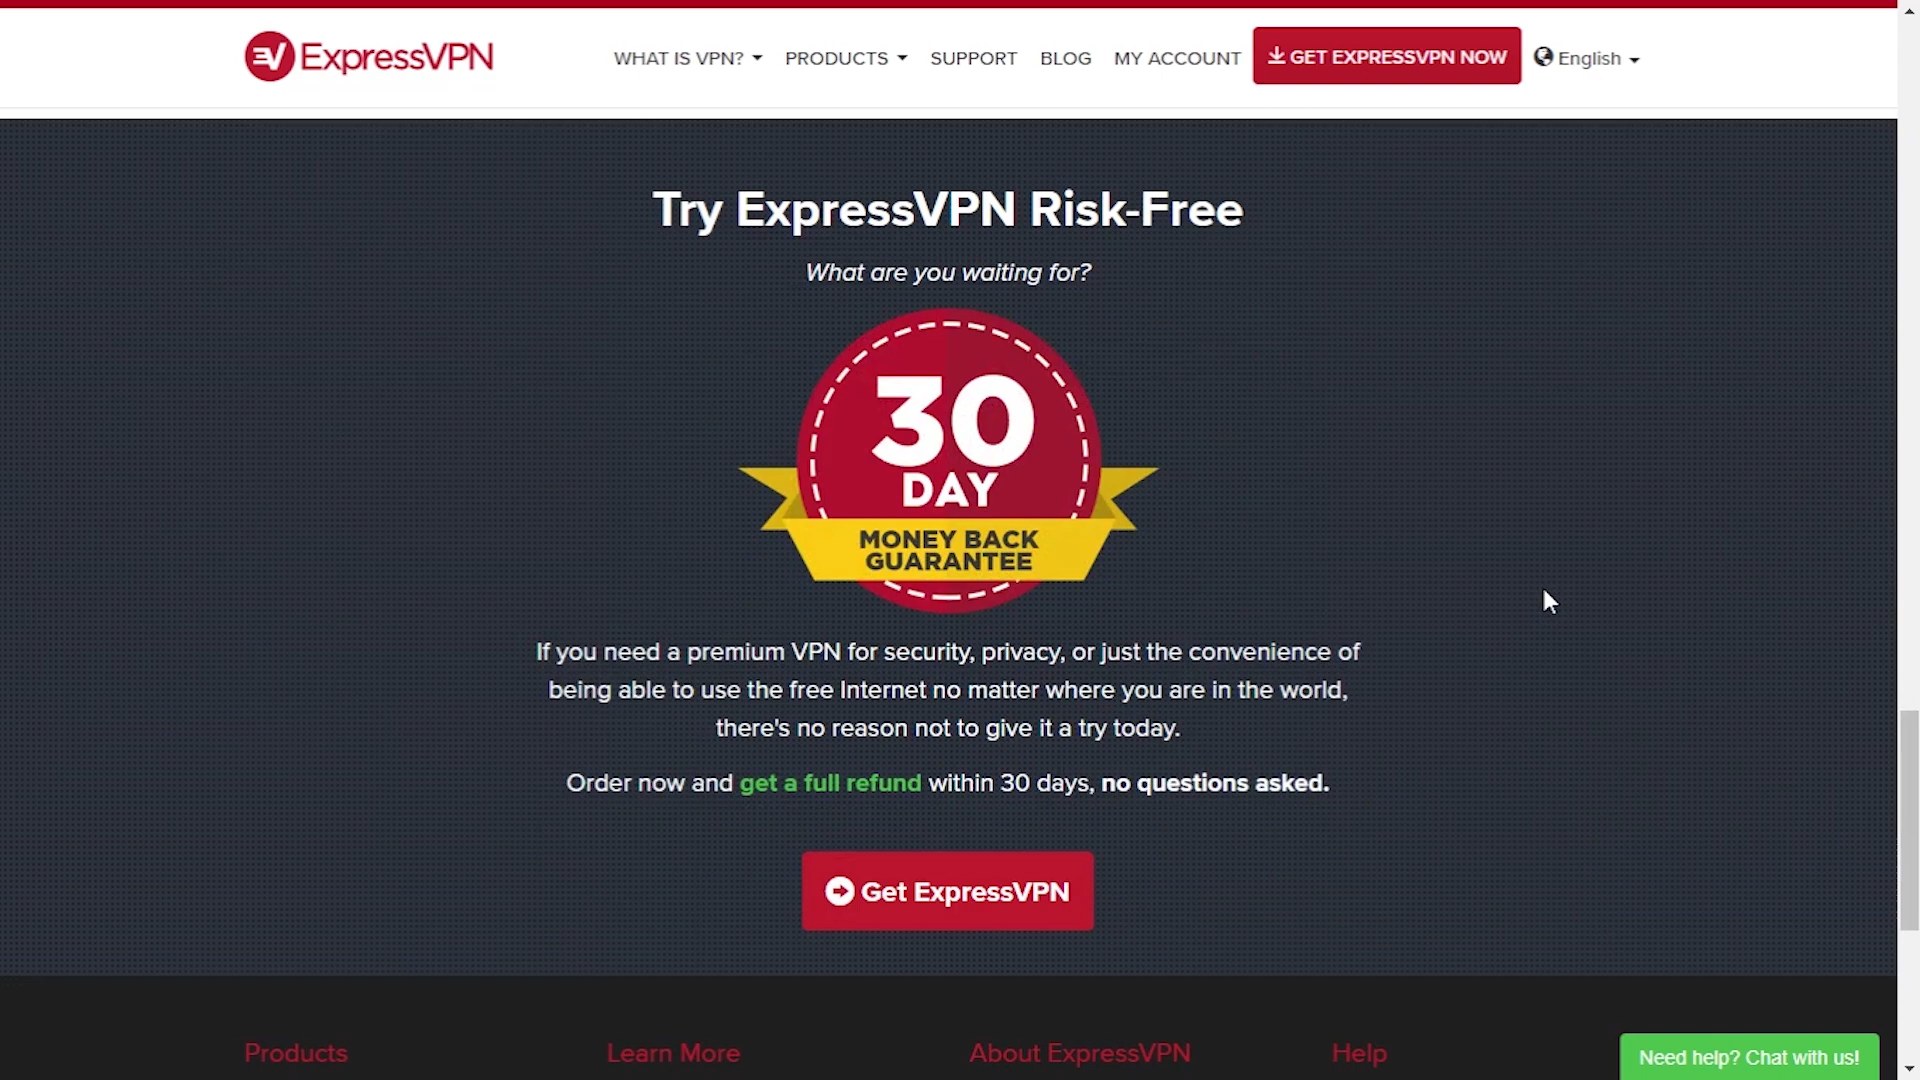 ExpressVPN
WHAT IS VPN? PRODUCTS SUPPORT BLOG MY ACCOUNT GET EXPRESSVPN NOW English
Try ExpressVPN Risk-Free
What are you waiting for?
30
DAY
MONEY BACK
GUARANTEE
If you need a premium VPN for security, privacy, or just the convenience of
being able to use the free Internet no matter where you are in the world,
there's no reason not to give it a try today.
Order now and get a full refund within 30 days, no questions asked.
Get ExpressVPN
Products Learn More About ExpressVPN Help
Need help? Chat with us!